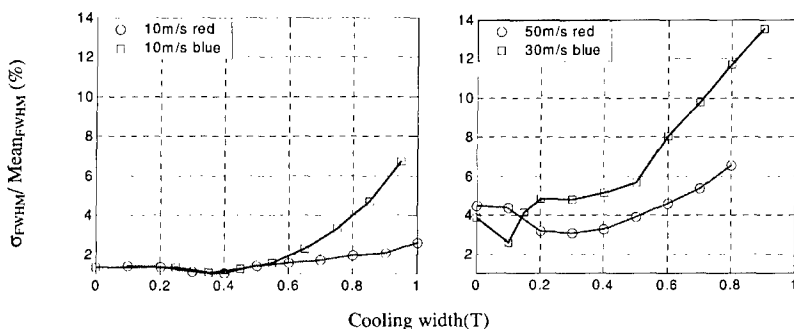 σFWHM/ MeanFWHM (%)
14
12
10
8
6
4
2
10m/s red
10m/s blue
0 0.2 0.4 0.6 0.8 1
14
12
10
8
6
4
2
50m/s red
30m/s blue
0 0.2 0.4 0.6 0.8 1
Cooling width(T)